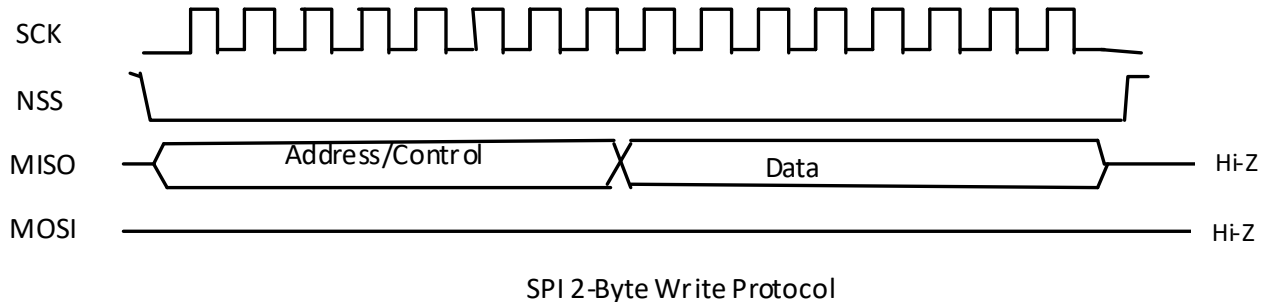 SCK
NSS
MISO Address/Control Data Hi-Z
MOSI Hi-Z
SPI 2-Byte Write Protocol